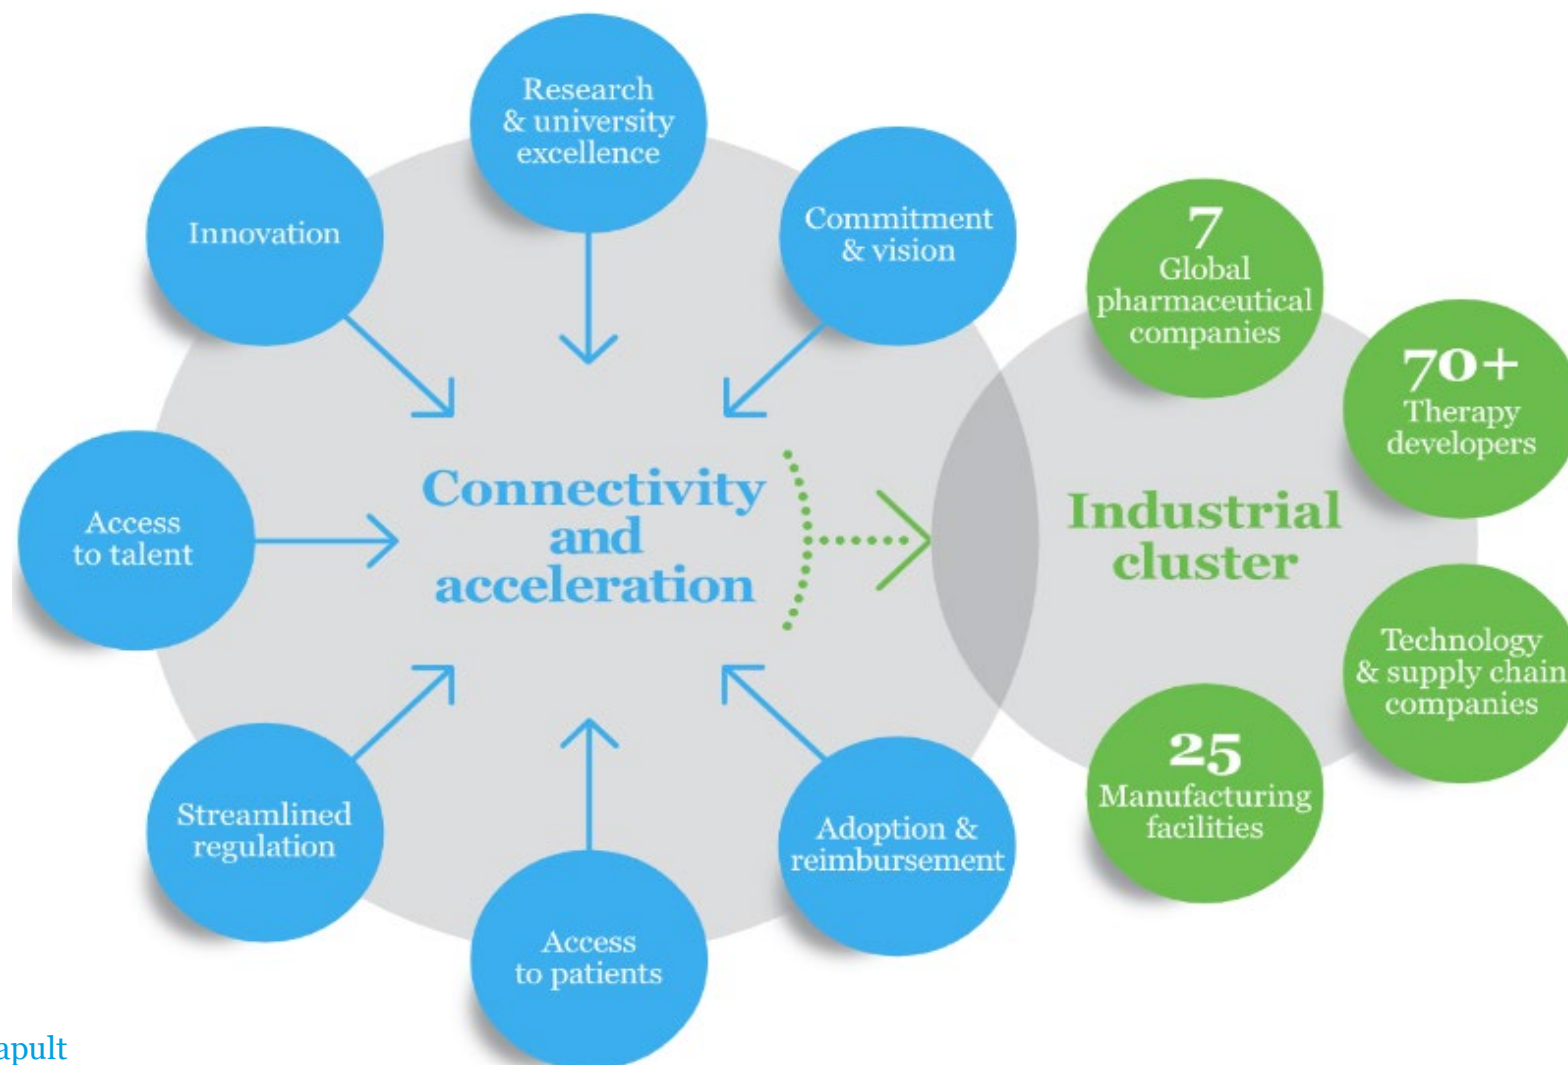 Research
& university
excellence
Innovation
Commitment
& vision
Access
to talent
Connectivity
and
acceleration
Streamlined
regulation
Access
to patients
Adoption &
reimbursement
7
Global
pharmaceutical
companies
70+
Therapy
developers
Industrial
cluster
Technology
& supply chain
companies
25
Manufacturing
facilities
apult